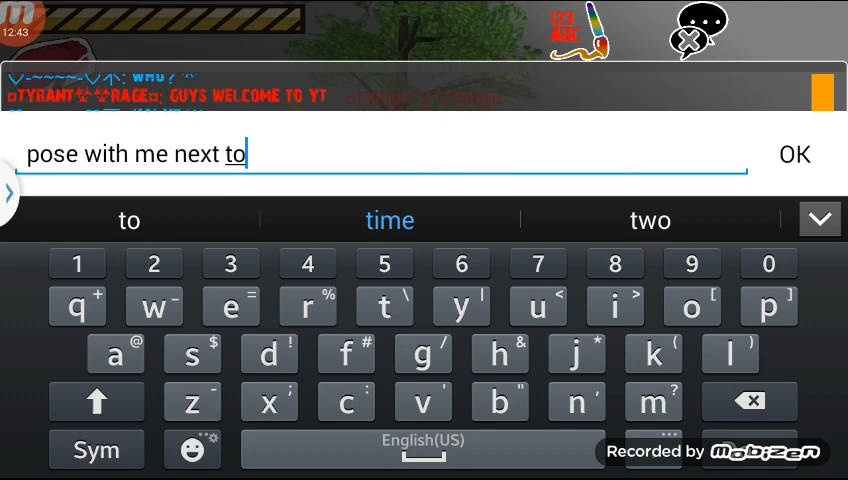 12:43
123
ABC
♡-~~~~-♡不: WHO? ^^
¤TYRANT☣☣RAGE¤: GUYS WELCOME TO YT
pose with me next to
OK
to time two
1 2 3 4 5 6 7 8 9 0
q + w _ e = r % t \ y | u < i > o [ p ]
a @ s $ d ! f # g / h & j * k ( l )
z - x ; c : v ' b " n , m ?
Sym English(US)
Recorded by mobizen